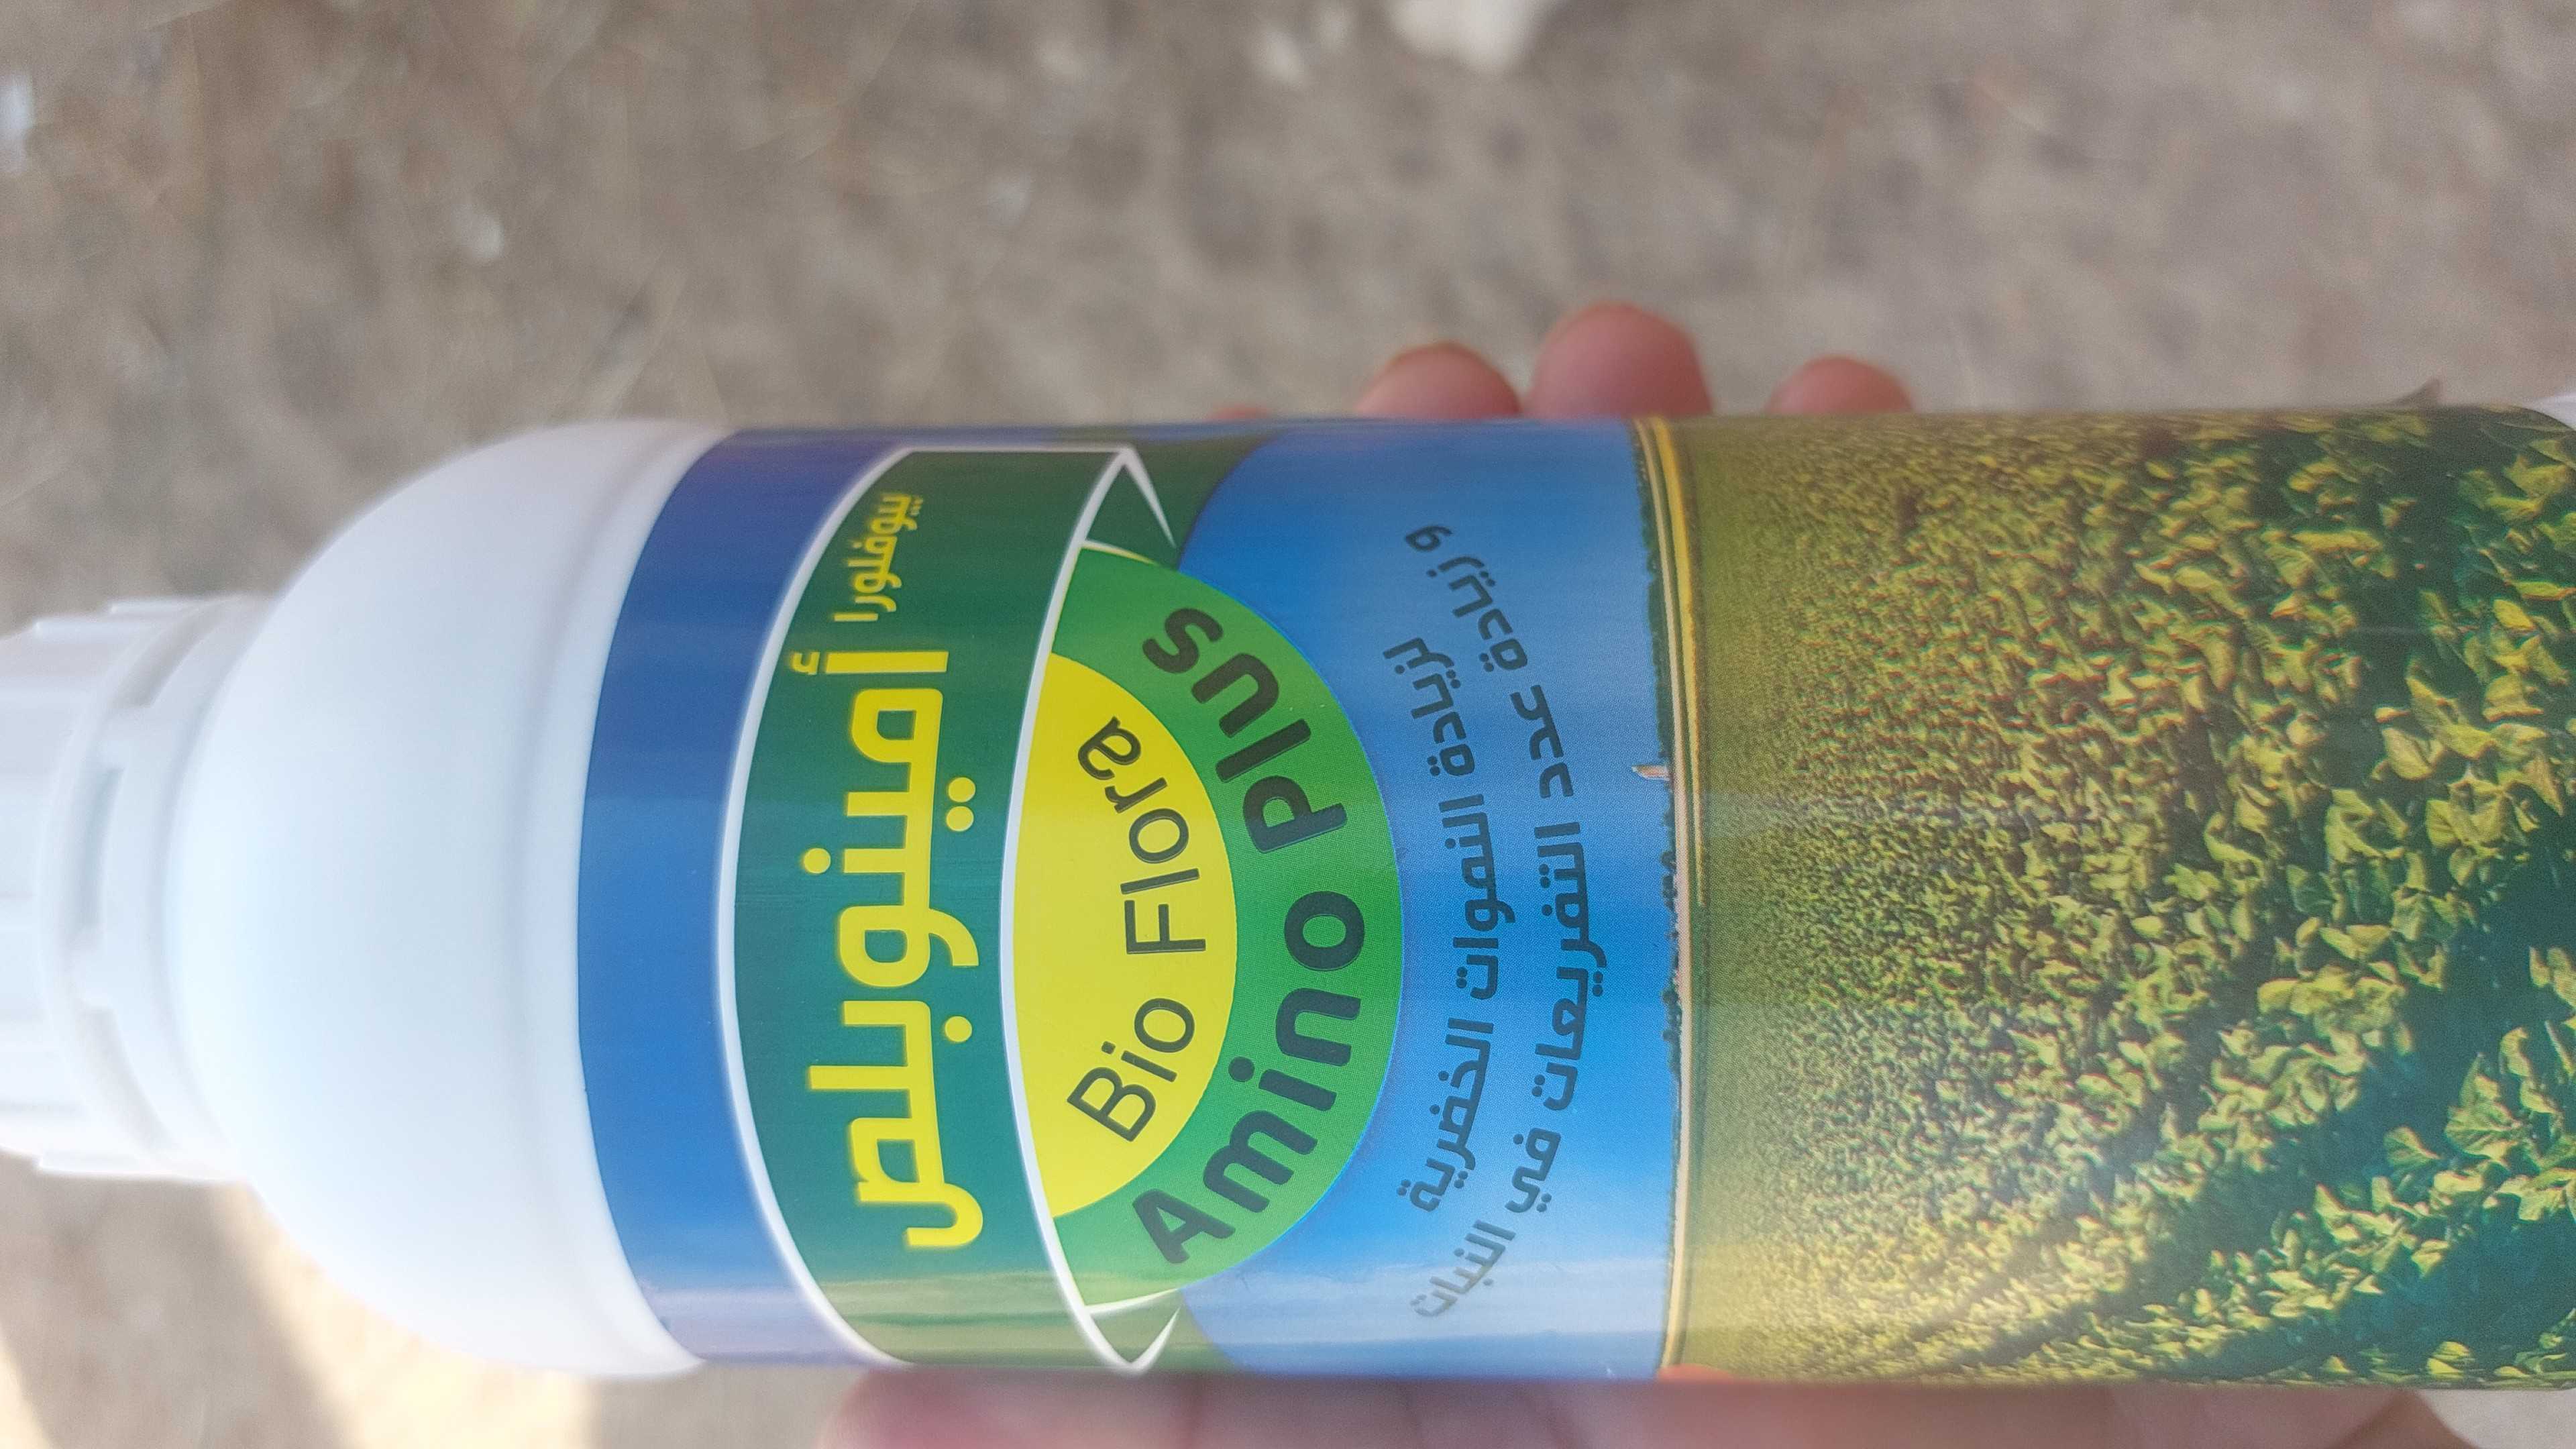 بيوفلورا
أمينوبلص
Bio Flora
Amino Plus
لزيادة النموات الخضرية
و زيادة عدد التفريعات في النبات